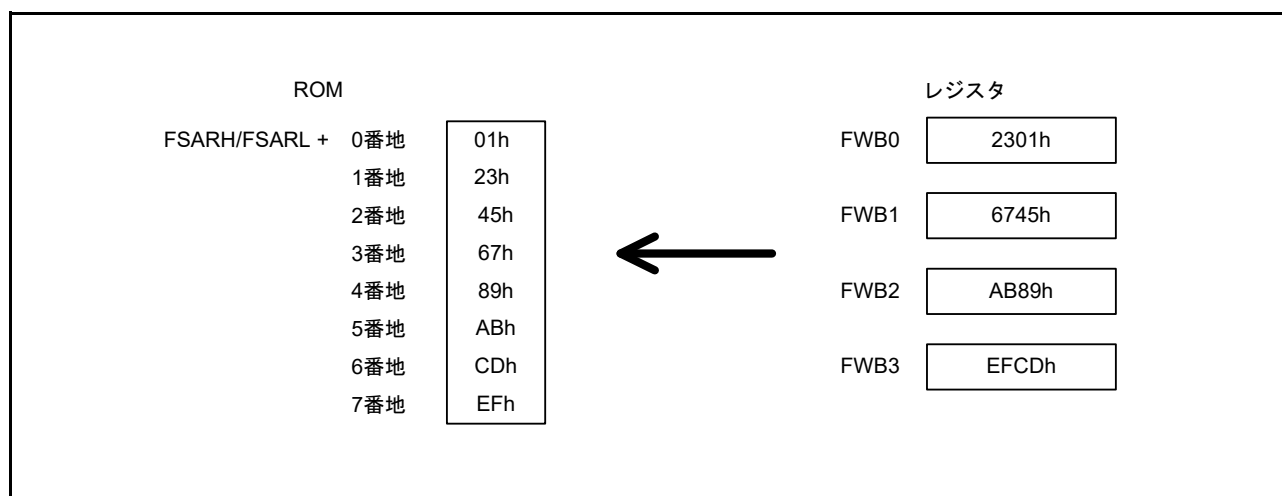 ROM レジスタ
FSARH/FSARL + 0番地 01h FWB0 2301h
1番地 23h
2番地 45h FWB1 6745h
3番地 67h
4番地 89h FWB2 AB89h
5番地 ABh
6番地 CDh FWB3 EFCDh
7番地 EFh